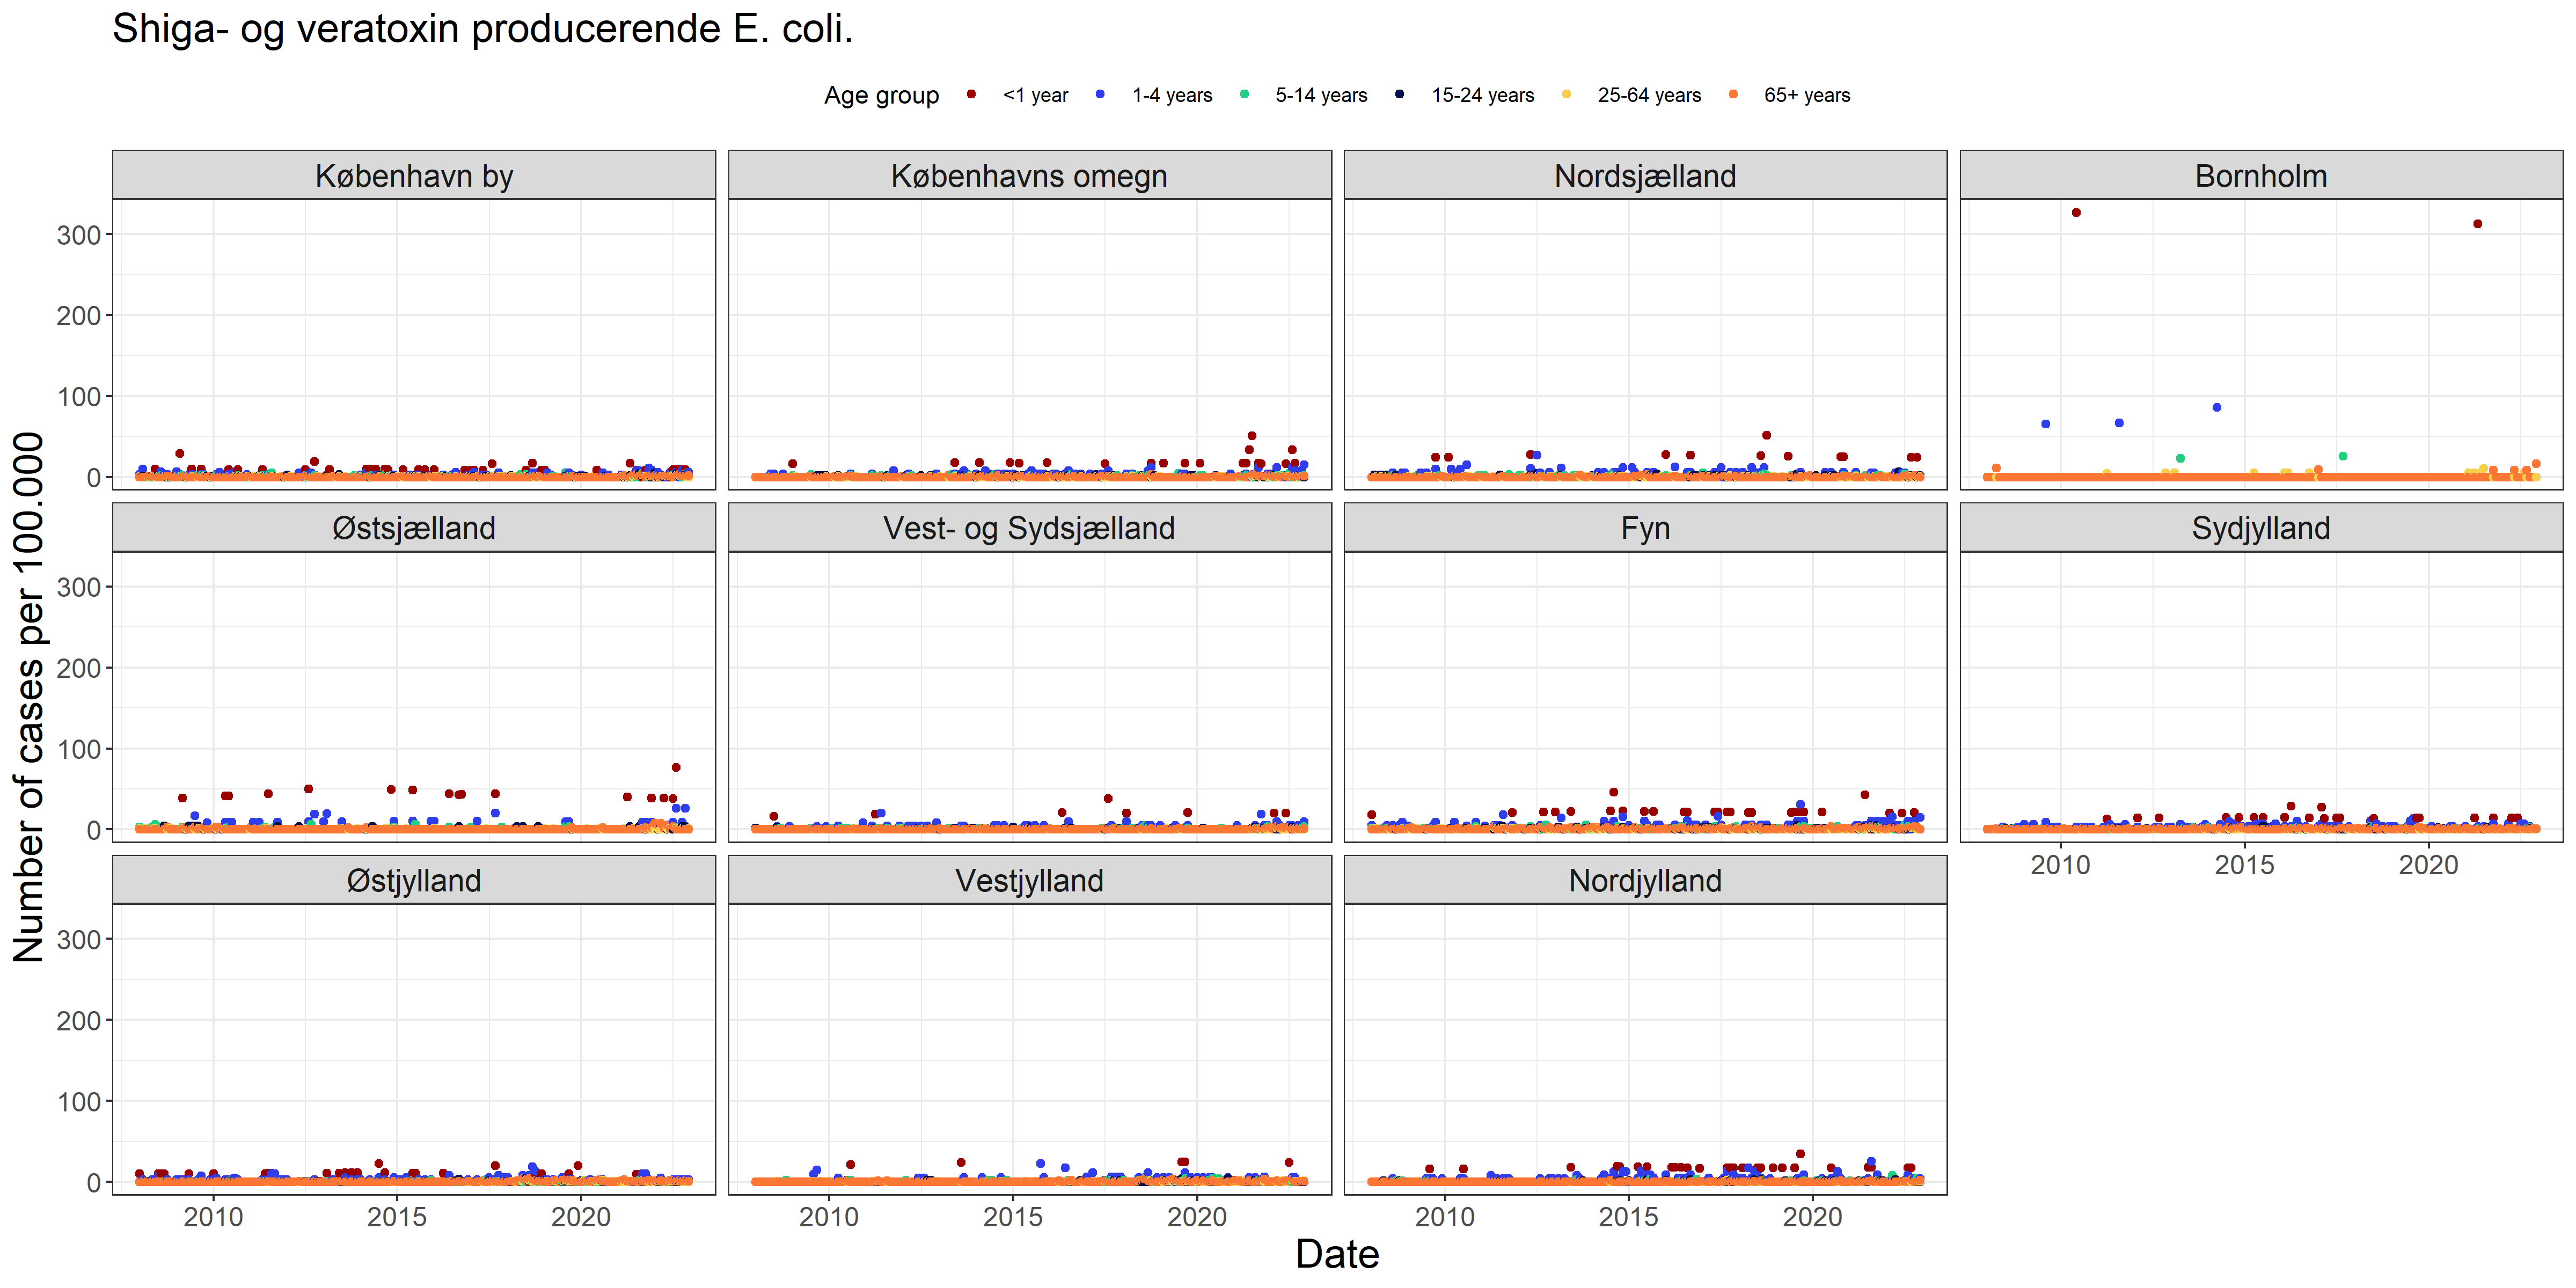 Shiga- og veratoxin producerende E. coli.
Age group <1 year 1-4 years 5-14 years 15-24 years 25-64 years 65+ years
København by Københavns omegn Nordsjælland Bornholm
300
200
100
0
Østsjælland Vest- og Sydsjælland Fyn Sydjylland
300
200
100
0
2010 2015 2020
Østjylland Vestjylland Nordjylland
300
200
100
0
2010 2015 2020 2010 2015 2020 2010 2015 2020
Number of cases per 100.000
Date